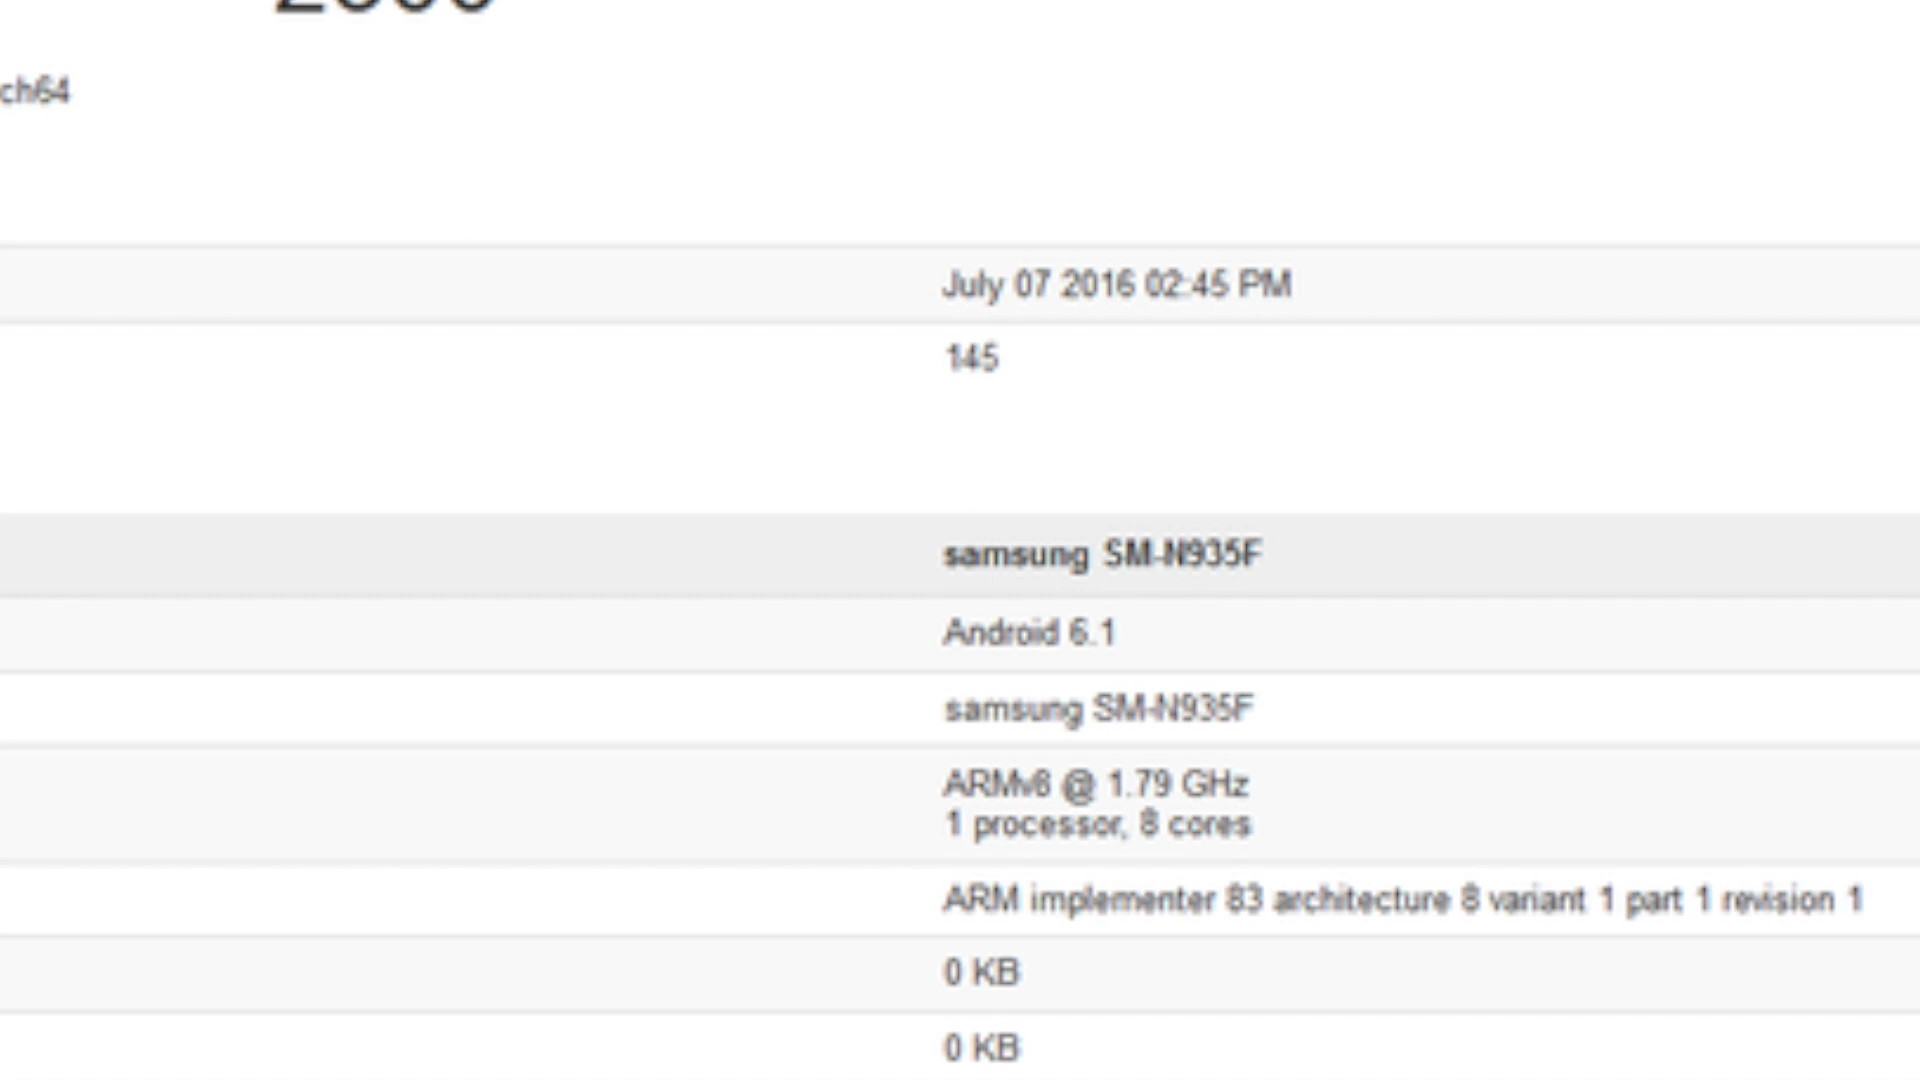 ch64
July 07 2016 02:45 PM
145
samsung SM-N935F
Android 6.1
samsung SM-N935F
ARMv8 @ 1.79 GHz
1 processor, 8 cores
ARM implementer 83 architecture 8 variant 1 part 1 revision 1
0 KB
0 KB